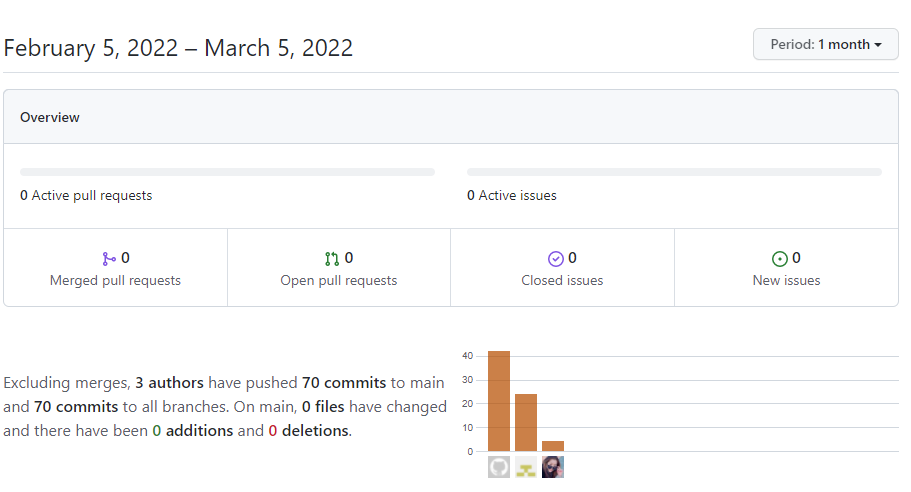 February 5, 2022 – March 5, 2022
Period: 1 month
Overview
0 Active pull requests
0 Active issues
0
Merged pull requests
0
Open pull requests
0
Closed issues
0
New issues
Excluding merges, 3 authors have pushed 70 commits to main
and 70 commits to all branches. On main, 0 files have changed
and there have been 0 additions and 0 deletions.
40
30
20
10
0